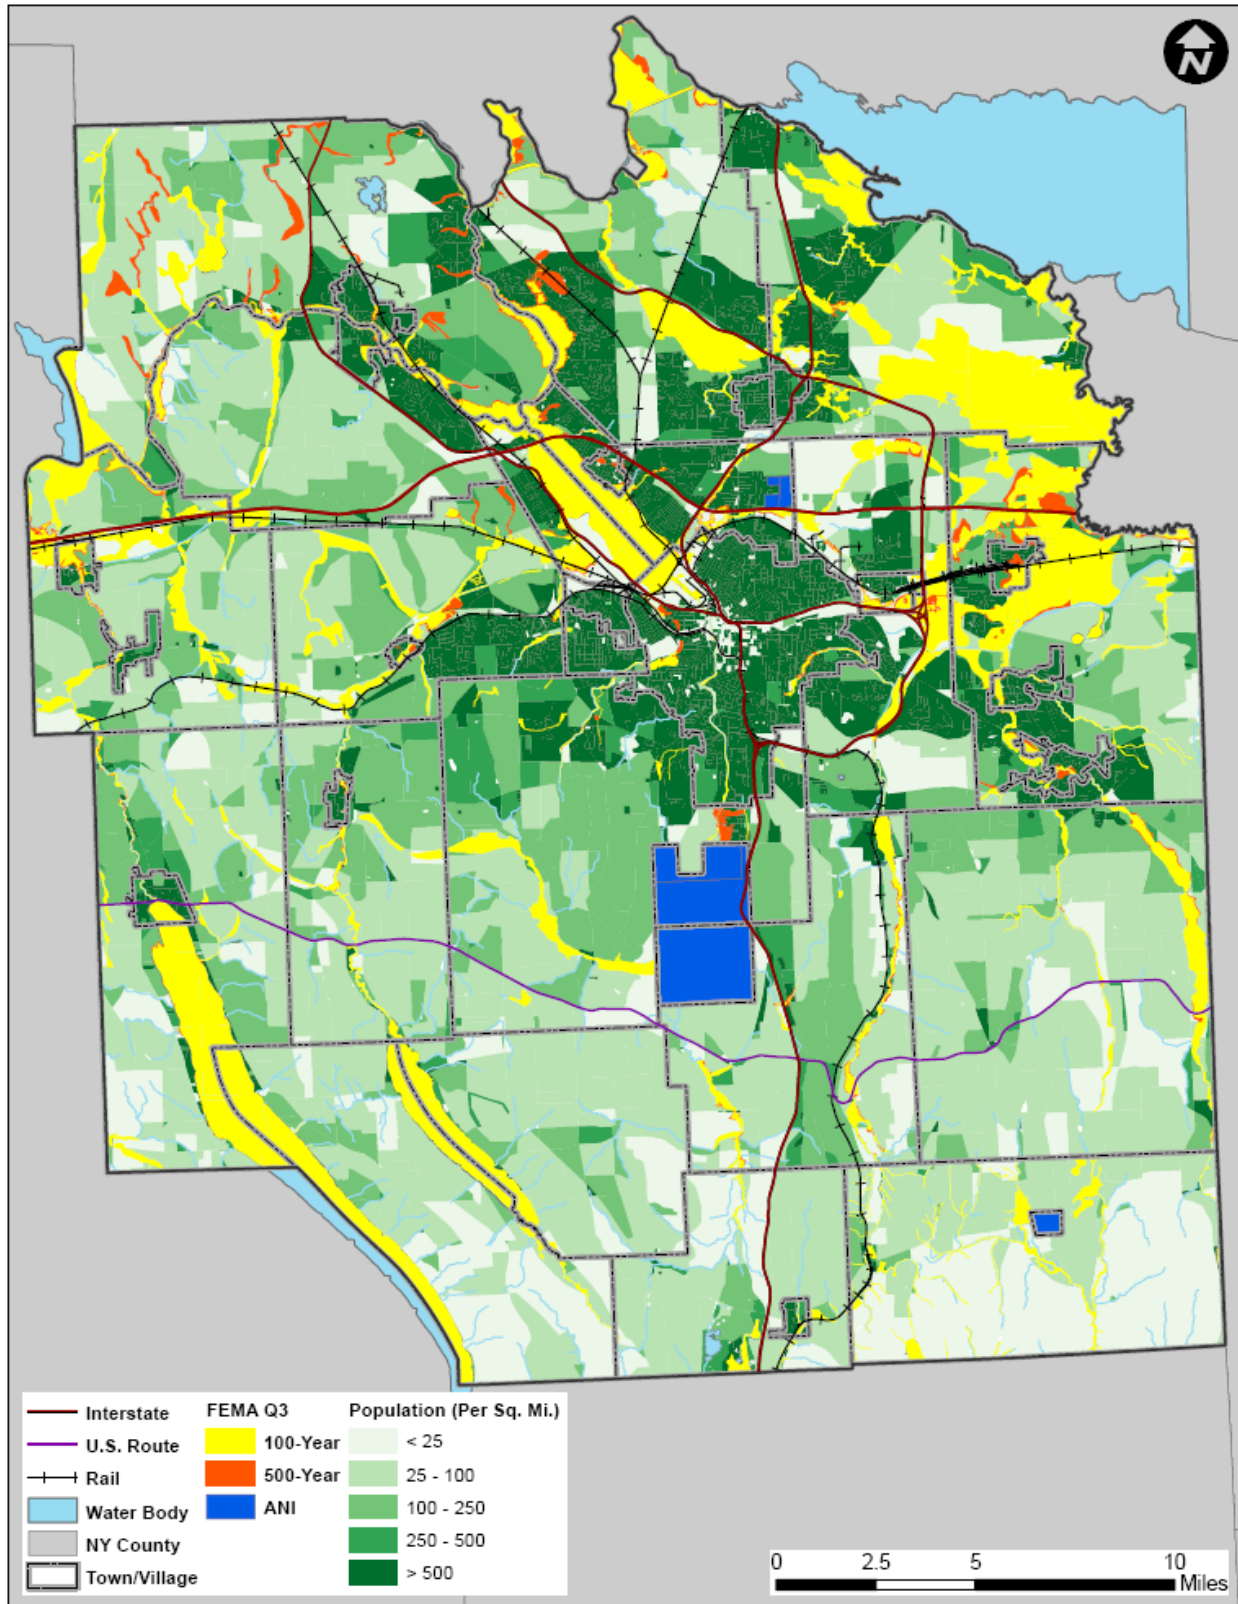 N
Interstate
U.S. Route
Rail
Water Body
NY County
Town/Village
FEMA Q3
100-Year
500-Year
ANI
Population (Per Sq. Mi.)
< 25
25 - 100
100 - 250
250 - 500
> 500
0 2.5 5 10
Miles